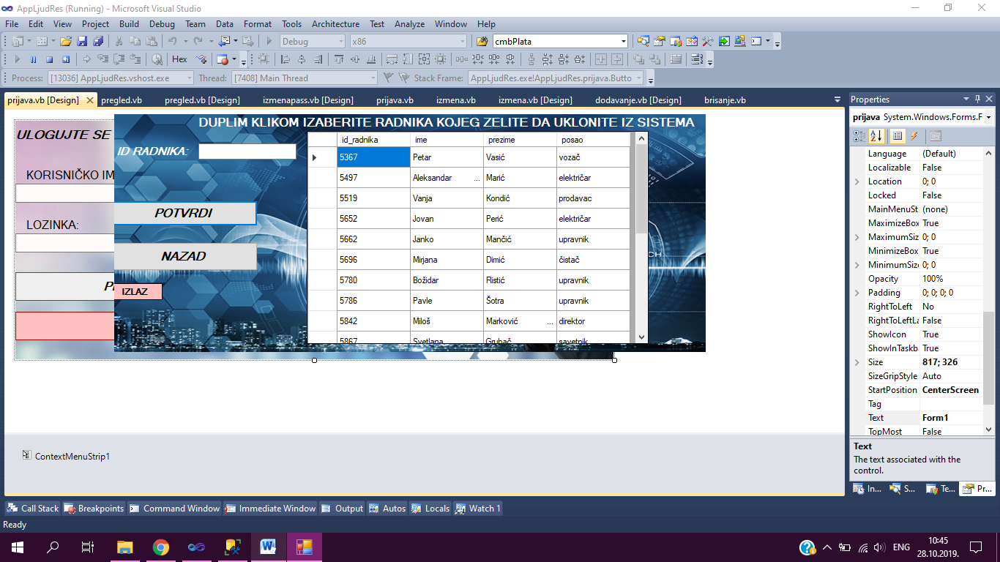 AppLjudRes (Running) - Microsoft Visual Studio
File Edit View Project Build Debug Team Data Format Tools Architecture Test Analyze Window Help
Debug x86 cmbPlata
Hex
Process: [13036] AppLjudRes.vshost.exe Thread: [7408] Main Thread Stack Frame: AppLjudRes.exe!AppLjudRes.prijava.Butto
prijava.vb [Design] pregled.vb pregled.vb [Design] izmenapass.vb [Design] prijava.vb izmena.vb izmena.vb [Design] dodavanje.vb [Design] brisanje.vb
ULOGUJTE SE
KORISNIČKO IM
LOZINKA:
DUPLIM KLIKOM IZABERITE RADNIKA KOJEG ZELITE DA UKLONITE IZ SISTEMA
ID RADNIKA:
POTVRDI
NAZAD
IZLAZ
id_radnika ime prezime posao
5367 Petar Vasić vozač
5497 Aleksandar ... Marić električar
5519 Vanja Kondić prodavac
5652 Jovan Perić električar
5662 Janko Mančić upravnik
5696 Mirjana Dimić čistač
5780 Božidar Ristić upravnik
5786 Pavle Šotra upravnik
5842 Miloš Marković ... direktor
5867 Svetlana Grubač savetnik
ContextMenuStrip1
Properties
prijava System.Windows.Forms.F
Language (Default)
Localizable False
Location 0; 0
Locked False
MainMenuSt (none)
MaximizeBox True
MaximumSiz 0; 0
MinimizeBox True
MinimumSize 0; 0
Opacity 100%
Padding 0; 0; 0; 0
RightToLeft No
RightToLeftLa False
ShowIcon True
ShowInTaskb True
Size 817; 326
SizeGripStyle Auto
StartPosition CenterScreen
Tag
Text Form1
TopMost False
Text
The text associated with the
control.
In... S... Te... Pr...
Call Stack Breakpoints Command Window Immediate Window Output Autos Locals Watch 1
Ready
ENG
10:45
28.10.2019.